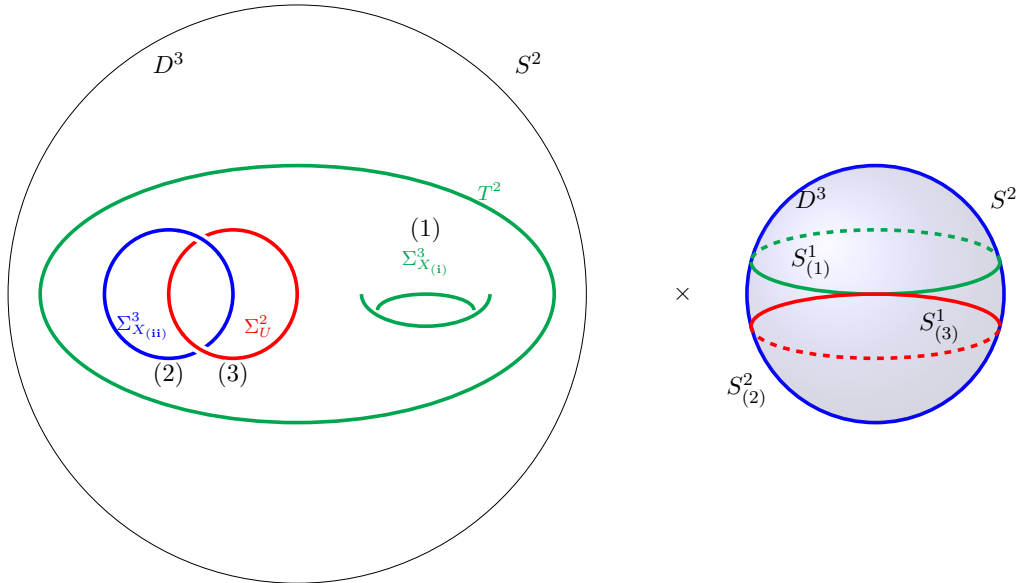 D³
S²
T²
(1)
Σ³_{X_{(i)}}
Σ³_{X_{(ii)}}
Σ²_U
(2)
(3)
×
D³
S²
S¹_{(1)}
S¹_{(3)}
S²_{(2)}